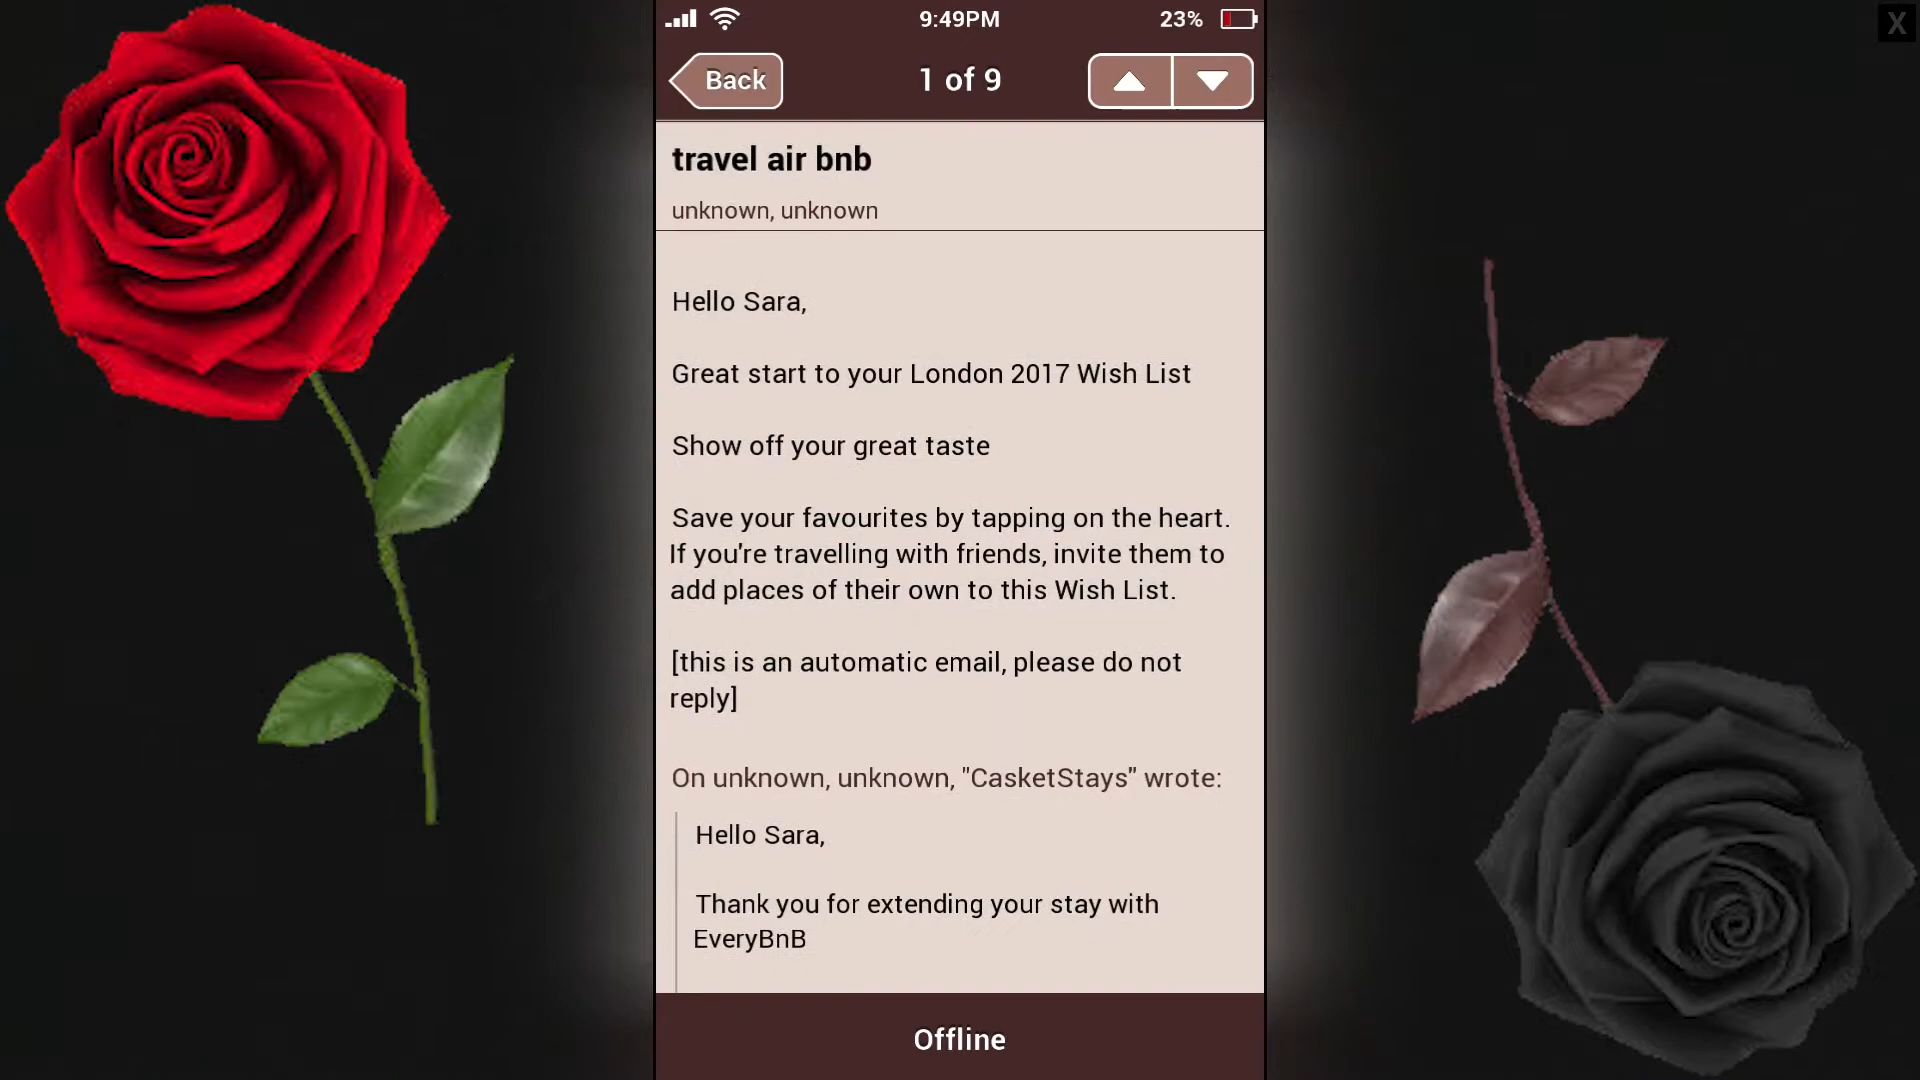 9:49PM
23%
X
Back
1 of 9
travel air bnb
unknown, unknown
Hello Sara,
Great start to your London 2017 Wish List
Show off your great taste
Save your favourites by tapping on the heart.
If you're travelling with friends, invite them to
add places of their own to this Wish List.
[this is an automatic email, please do not
reply]
On unknown, unknown, "CasketStays" wrote:
Hello Sara,
Thank you for extending your stay with
EveryBnB
Offline